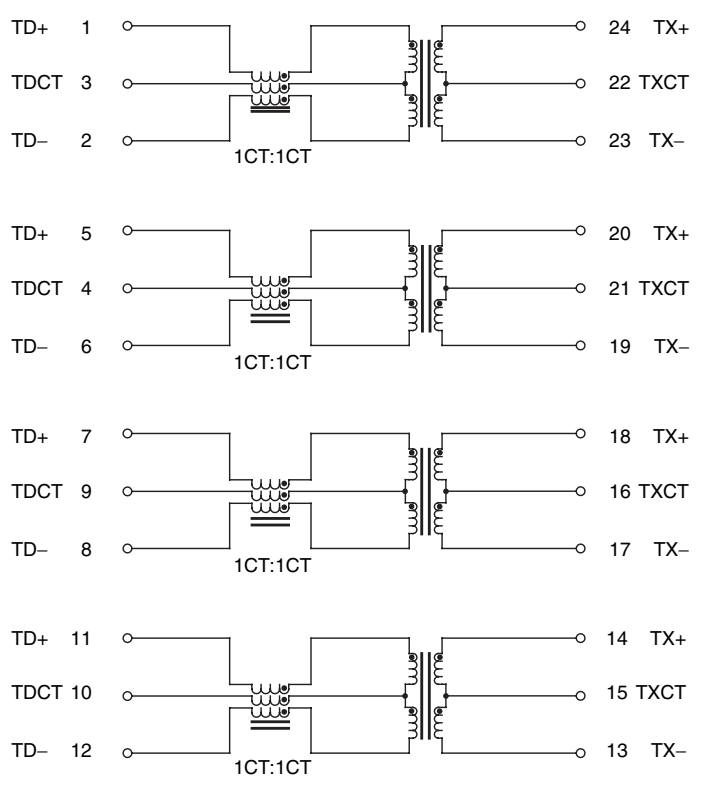 TD+ 1 24 TX+
TDCT 3 22 TXCT
TD− 2 23 TX−
1CT:1CT
TD+ 5 20 TX+
TDCT 4 21 TXCT
TD− 6 19 TX−
1CT:1CT
TD+ 7 18 TX+
TDCT 9 16 TXCT
TD− 8 17 TX−
1CT:1CT
TD+ 11 14 TX+
TDCT 10 15 TXCT
TD− 12 13 TX−
1CT:1CT